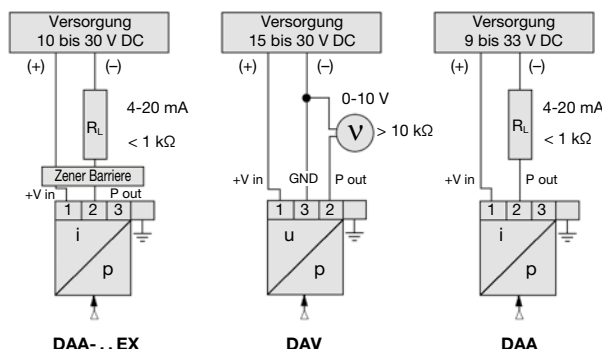 Versorgung
10 bis 30 V DC
(+) (–)
4-20 mA
R_L
< 1 kΩ
Zener Barriere
+V in P out
1 2 3
i
p
DAA- . . EX
Versorgung
15 bis 30 V DC
(+) (–)
0-10 V
V > 10 kΩ
+V in GND P out
1 3 2
u
p
DAV
Versorgung
9 bis 33 V DC
(+) (–)
4-20 mA
R_L
< 1 kΩ
+V in P out
1 2 3
i
p
DAA